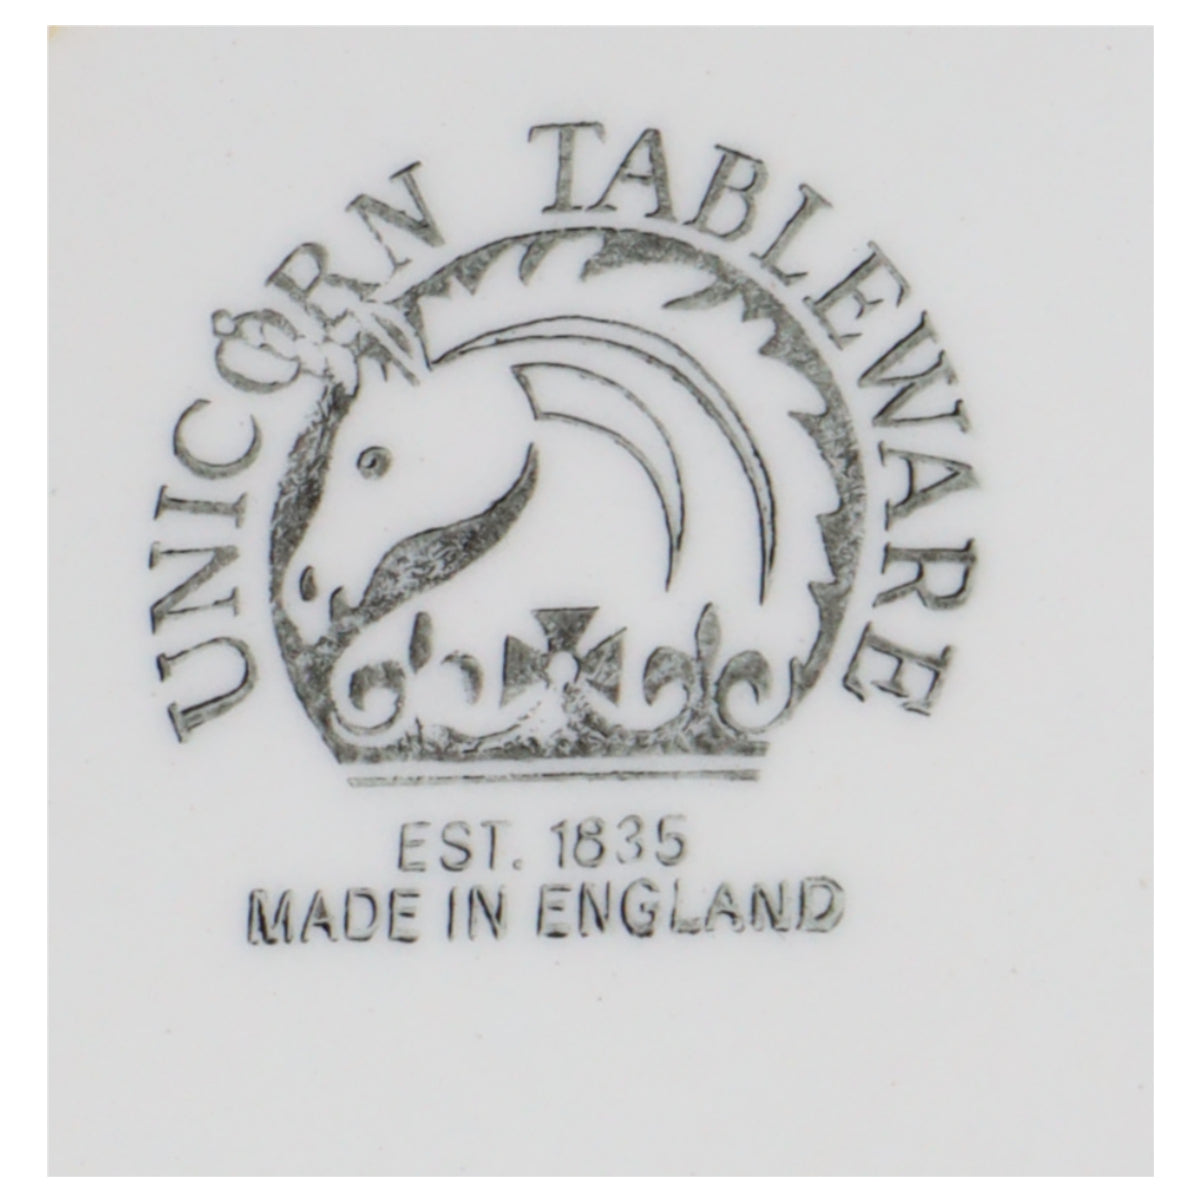 UNICORN TABLEWARE
EST. 1835
MADE IN ENGLAND